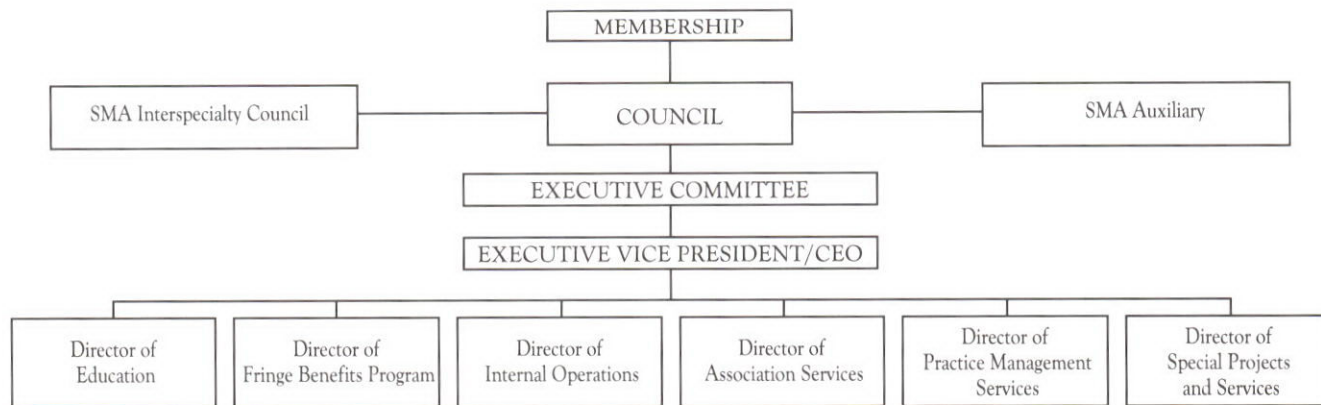 MEMBERSHIP
SMA Interspecialty Council
COUNCIL
SMA Auxiliary
EXECUTIVE COMMITTEE
EXECUTIVE VICE PRESIDENT/CEO
Director of
Education
Director of
Fringe Benefits Program
Director of
Internal Operations
Director of
Association Services
Director of
Practice Management
Services
Director of
Special Projects
and Services